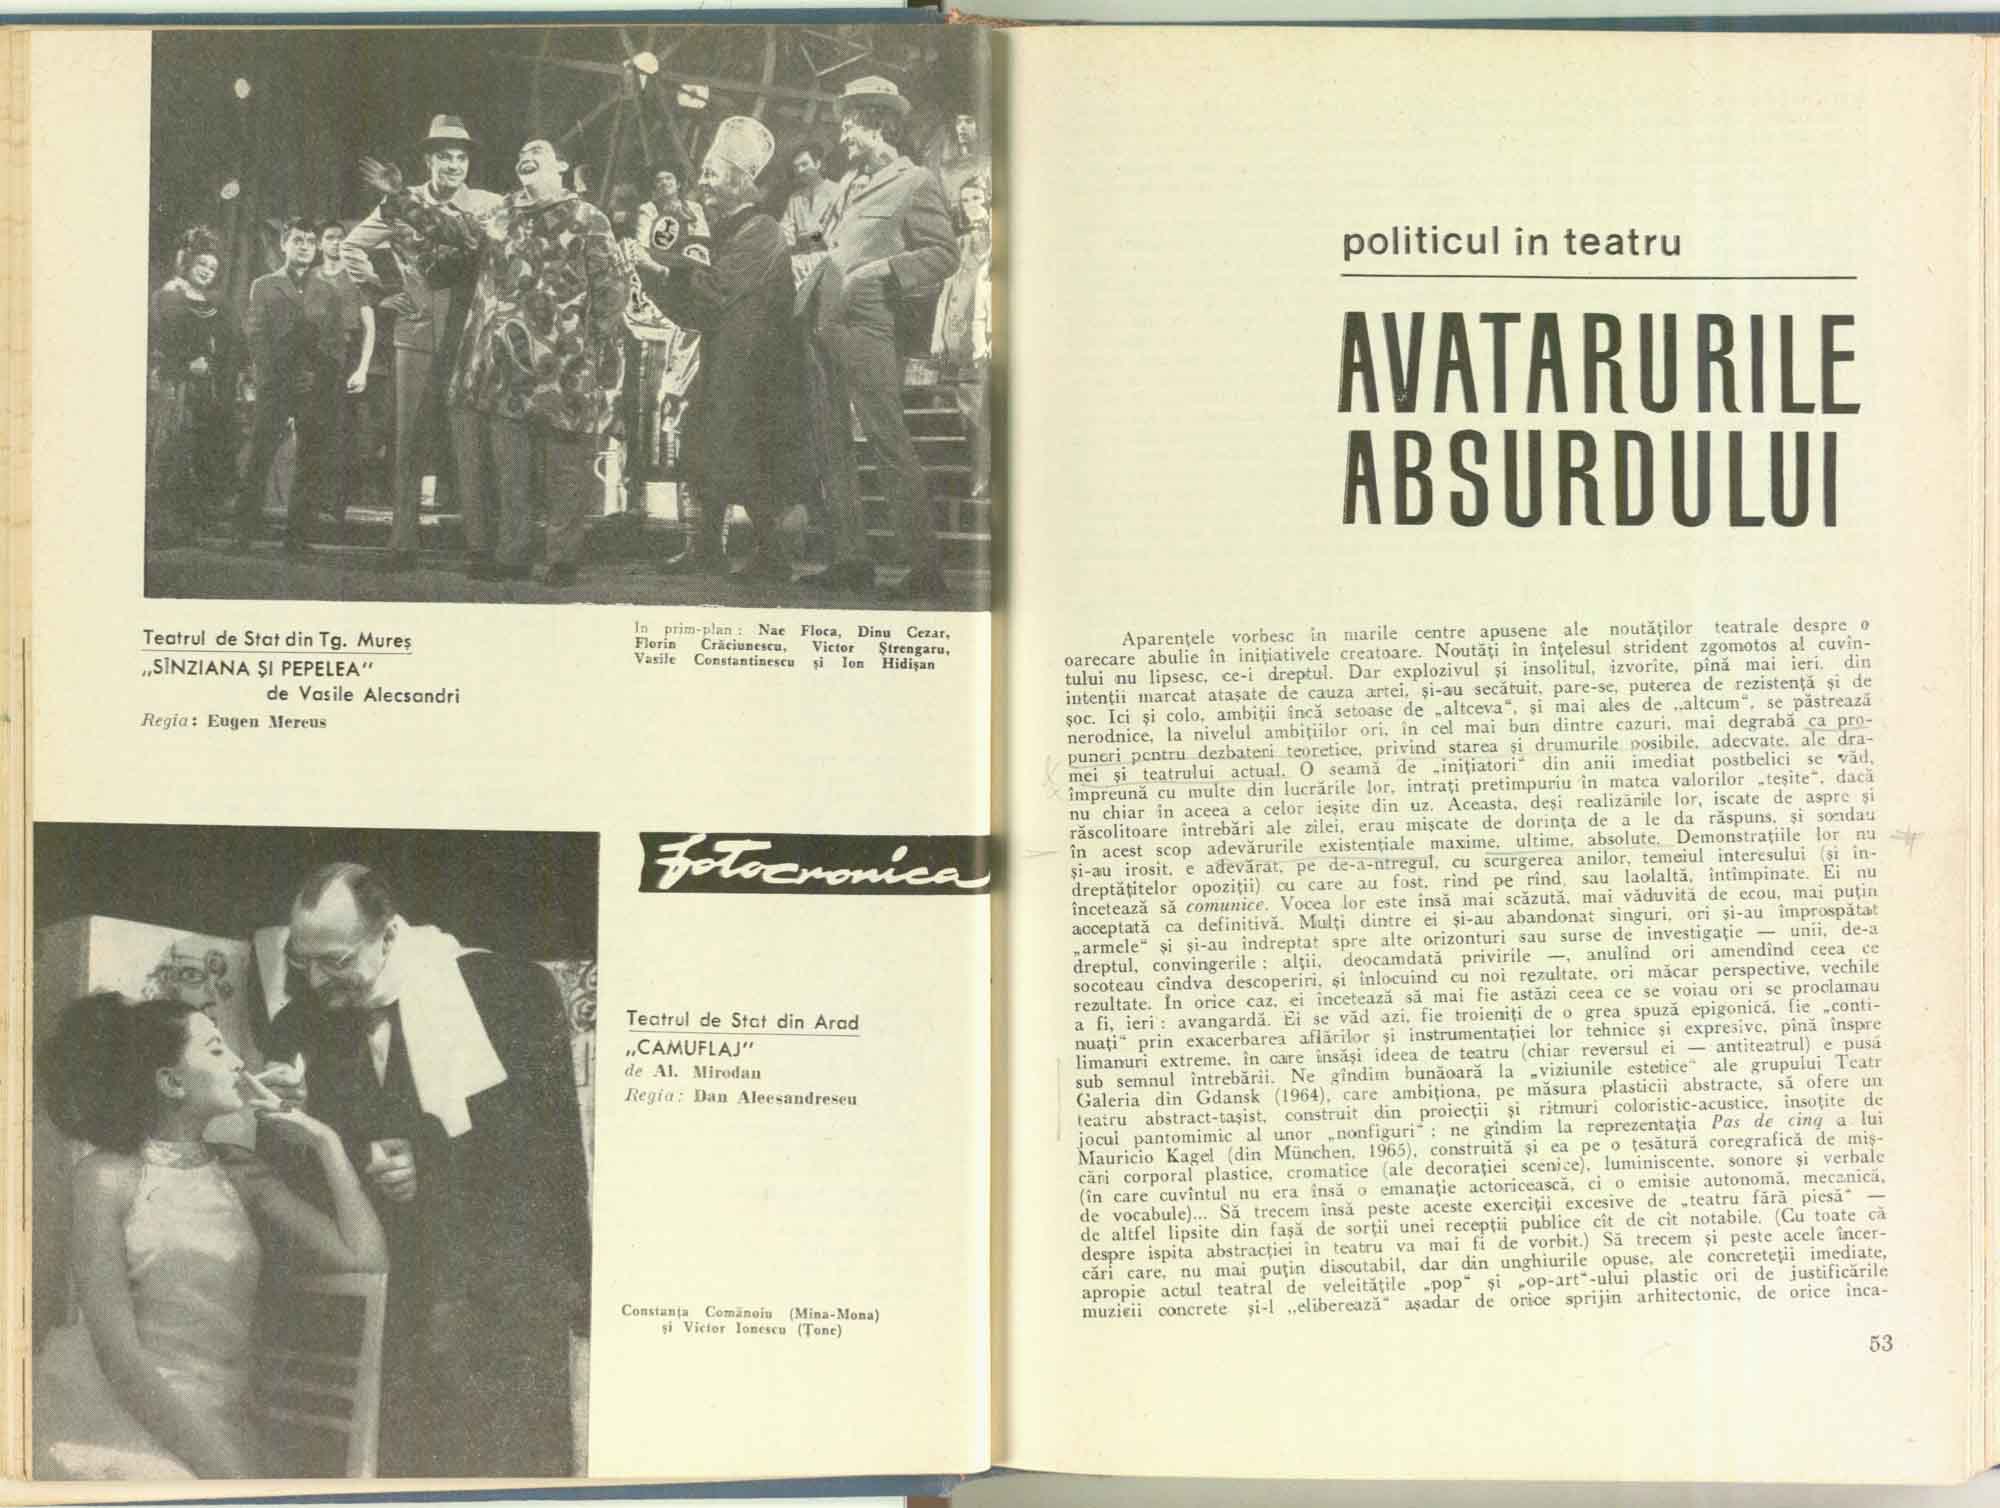 Teatrul de Stat din Tg. Mureș
„SÎNZIANA ȘI PEPELEA"
de Vasile Alecsandri
Regia: Eugen Mercus
In prim-plan: Nae Floca, Dinu Cezar,
Florin Crăciunescu, Victor Ștrengaru,
Vasile Constantinescu și Ion Hidișan
fotocronica
Teatrul de Stat din Arad
„CAMUFLAJ"
de Al. Mirodan
Regia: Dan Alecsandrescu
Constanța Comănoiu (Mina-Mona)
și Victor Ionescu (Țone)
politicul în teatru
AVATARURILE
ABSURDULUI
Aparențele vorbesc în marile centre apusene ale noutăților teatrale despre o
oarecare abulie în inițiativele creatoare. Noutăți în înțelesul strident zgomotos al cuvîn-
tului nu lipsesc, ce-i dreptul. Dar explozivul și insolitul, izvorîte, pînă mai ieri, din
intenții marcat atașate de cauza artei, și-au secătuit, pare-se, puterea de rezistență și de
șoc. Ici și colo, ambiții încă setoase de „altceva", și mai ales de „altcum", se păstrează
nerodnice, la nivelul ambițiilor ori, în cel mai bun dintre cazuri, mai degrabă ca pro-
puneri pentru dezbateri teoretice, privind starea și drumurile posibile, adecvate, ale dra-
mei și teatrului actual. O seamă de „inițiatori" din anii imediat postbelici se văd,
împreună cu multe din lucrările lor, intrați pretimpuriu în matca valorilor „teșite", dacă
nu chiar în aceea a celor ieșite din uz. Aceasta, deși realizările lor, iscate de aspre și
răscolitoare întrebări ale zilei, erau mișcate de dorința de a le da răspuns, și sondau
în acest scop adevărurile existențiale maxime, ultime, absolute. Demonstrațiile lor nu
și-au irosit, e adevărat, pe de-a-ntregul, cu scurgerea anilor, temeiul interesului (și în-
dreptățitelor opoziții) cu care au fost, rînd pe rînd, sau laolaltă, întîmpinate. Ei nu
încetează să comunice. Vocea lor este însă mai scăzută, mai văduvită de ecou, mai puțin
acceptată ca definitivă. Mulți dintre ei și-au abandonat singuri, ori și-au împrospătat
„armele" și și-au îndreptat spre alte orizonturi sau surse de investigație — unii, de-a
dreptul, convingerile; alții, deocamdată privirile —, anulînd ori amendînd ceea ce
socoteau cîndva descoperiri, și înlocuind cu noi rezultate, ori măcar perspective, vechile
rezultate. În orice caz, ei încetează să mai fie astăzi ceea ce se voiau ori se proclamau
a fi, ieri: avangardă. Ei se văd azi, fie troieniți de o grea spuză epigonică, fie „conti-
nuați" prin exacerbarea aflărilor și instrumentației lor tehnice și expresive, pînă înspre
limanuri extreme, în care însăși ideea de teatru (chiar reversul ei — antiteatrul) e pusă
sub semnul întrebării. Ne gîndim bunăoară la „viziunile estetice" ale grupului Teatr
Galeria din Gdansk (1964), care ambiționa, pe măsura plasticii abstracte, să ofere un
teatru abstract-tașist, construit din proiecții și ritmuri coloristic-acustice, însoțite de
jocul pantomimic al unor „nonfiguri"; ne gîndim la reprezentația Pas de cinq a lui
Mauricio Kagel (din München, 1965), construită și ea pe o țesătură coregrafică de miș-
cări corporal plastice, cromatice (ale decorației scenice), luminiscente, sonore și verbale
(în care cuvîntul nu era însă o emanație actoricească, ci o emisie autonomă, mecanică,
de vocabule)... Să trecem însă peste aceste exerciții excesive de „teatru fără piesă" —
de altfel lipsite din fașă de sorții unei recepții publice cît de cît notabile. (Cu toate că
despre ispita abstracției în teatru va mai fi de vorbit.) Să trecem și peste acele încer-
cări care, nu mai puțin discutabil, dar din unghiurile opuse, ale concreteții imediate,
apropie actul teatral de veleitățile „pop" și „op-art"-ului plastic ori de justificările
muzicii concrete și-l „eliberează" așadar de orice sprijin arhitectonic, de orice înca-
53